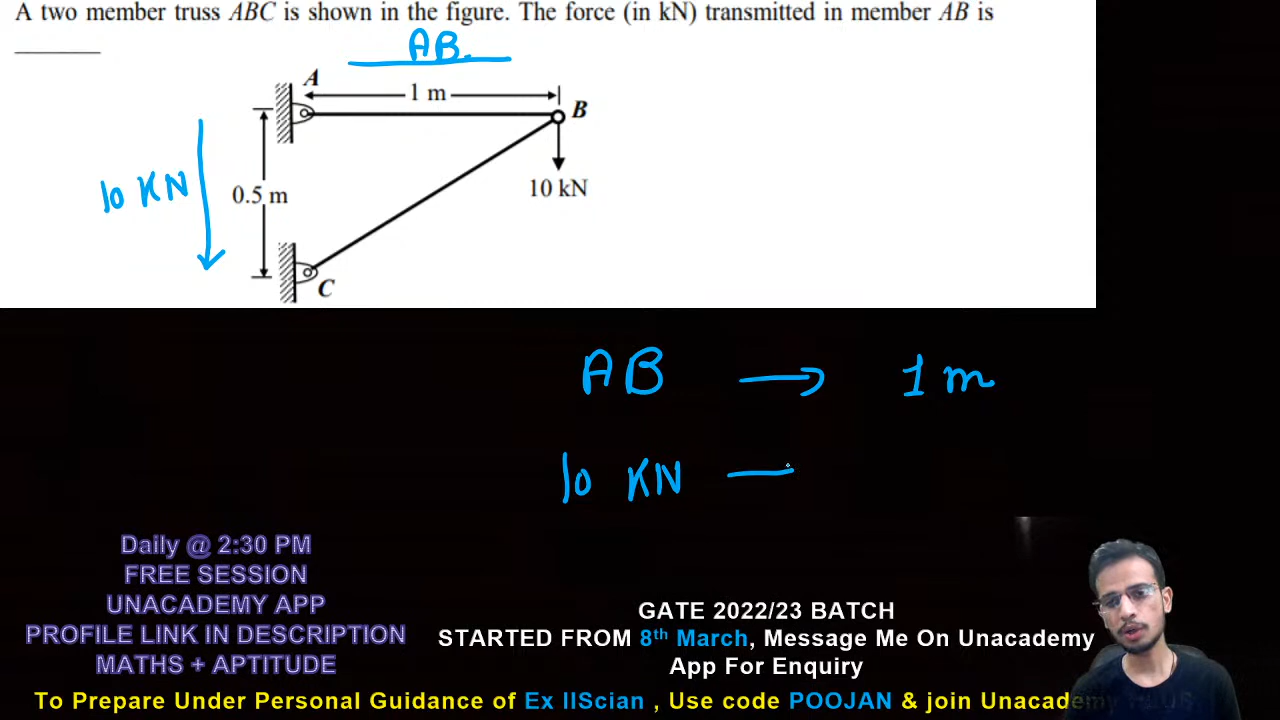 A two member truss ABC is shown in the figure. The force (in kN) transmitted in member AB is
________
AB.
A
1 m
B
10 KN
0.5 m
10 kN
C
AB → 1 m
10 KN —
Daily @ 2:30 PM
FREE SESSION
UNACADEMY APP
PROFILE LINK IN DESCRIPTION
MATHS + APTITUDE
GATE 2022/23 BATCH
STARTED FROM 8th March, Message Me On Unacademy
App For Enquiry
To Prepare Under Personal Guidance of Ex IIScian , Use code POOJAN & join Unacademy